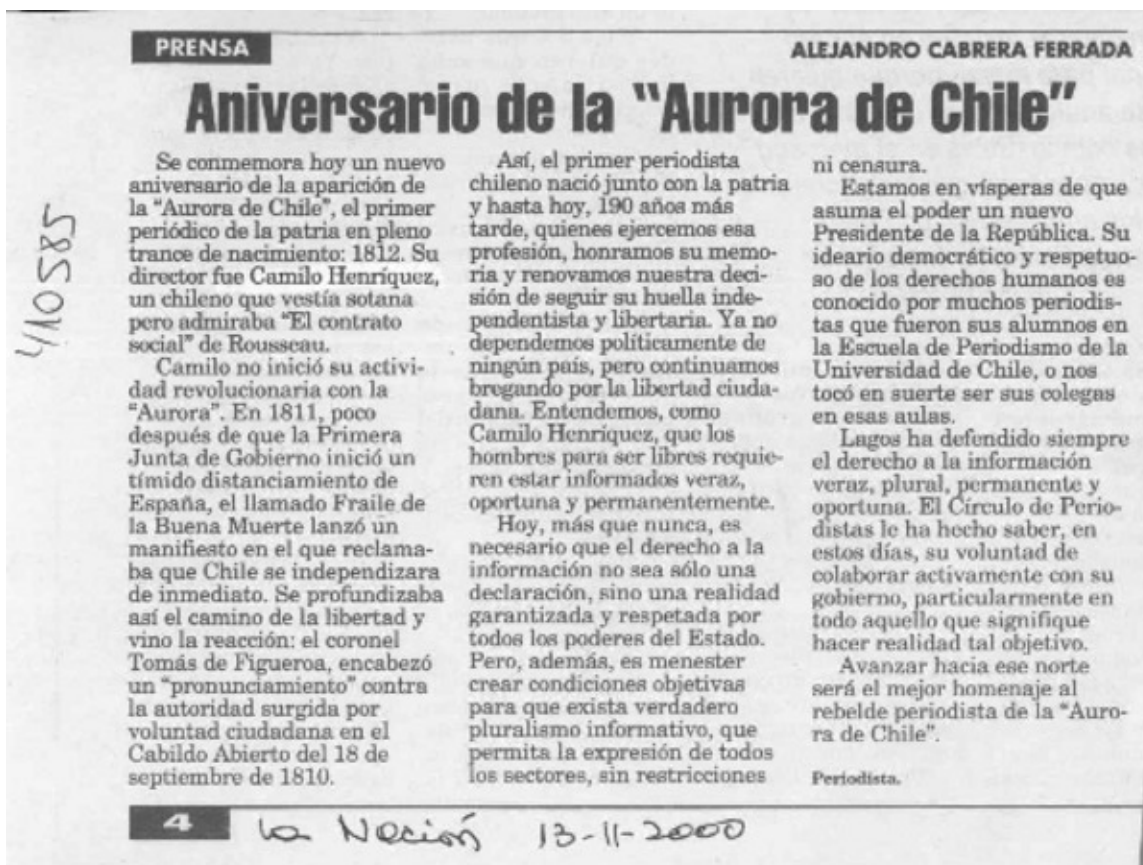 PRENSA
ALEJANDRO CABRERA FERRADA
Aniversario de la "Aurora de Chile"
Se conmemora hoy un nuevo
aniversario de la aparición de
la "Aurora de Chile", el primer
periódico de la patria en pleno
trance de nacimiento: 1812. Su
director fue Camilo Henríquez,
un chileno que vestía sotana
pero admiraba "El contrato
social" de Rousseau.
Camilo no inició su activi-
dad revolucionaria con la
"Aurora". En 1811, poco
después de que la Primera
Junta de Gobierno inició un
tímido distanciamiento de
España, el llamado Fraile de
la Buena Muerte lanzó un
manifiesto en el que reclama-
ba que Chile se independizara
de inmediato. Se profundizaba
así el camino de la libertad y
vino la reacción: el coronel
Tomás de Figueroa, encabezó
un "pronunciamiento" contra
la autoridad surgida por
voluntad ciudadana en el
Cabildo Abierto del 18 de
septiembre de 1810.
Así, el primer periodista
chileno nació junto con la patria
y hasta hoy, 190 años más
tarde, quienes ejercemos esa
profesión, honramos su memo-
ria y renovamos nuestra deci-
sión de seguir su huella inde-
pendentista y libertaria. Ya no
dependemos políticamente de
ningún país, pero continuamos
bregando por la libertad ciuda-
dana. Entendemos, como
Camilo Henríquez, que los
hombres para ser libres requie-
ren estar informados veraz,
oportuna y permanentemente.
Hoy, más que nunca, es
necesario que el derecho a la
información no sea sólo una
declaración, sino una realidad
garantizada y respetada por
todos los poderes del Estado.
Pero, además, es menester
crear condiciones objetivas
para que exista verdadero
pluralismo informativo, que
permita la expresión de todos
los sectores, sin restricciones
ni censura.
Estamos en vísperas de que
asuma el poder un nuevo
Presidente de la República. Su
ideario democrático y respetuo-
so de los derechos humanos es
conocido por muchos periodis-
tas que fueron sus alumnos en
la Escuela de Periodismo de la
Universidad de Chile, o nos
tocó en suerte ser sus colegas
en esas aulas.
Lagos ha defendido siempre
el derecho a la información
veraz, plural, permanente y
oportuna. El Círculo de Perio-
distas le ha hecho saber, en
estos días, su voluntad de
colaborar activamente con su
gobierno, particularmente en
todo aquello que signifique
hacer realidad tal objetivo.
Avanzar hacia ese norte
será el mejor homenaje al
rebelde periodista de la "Auro-
ra de Chile".
Periodista.
4
La Nación 13-11-2000
410585